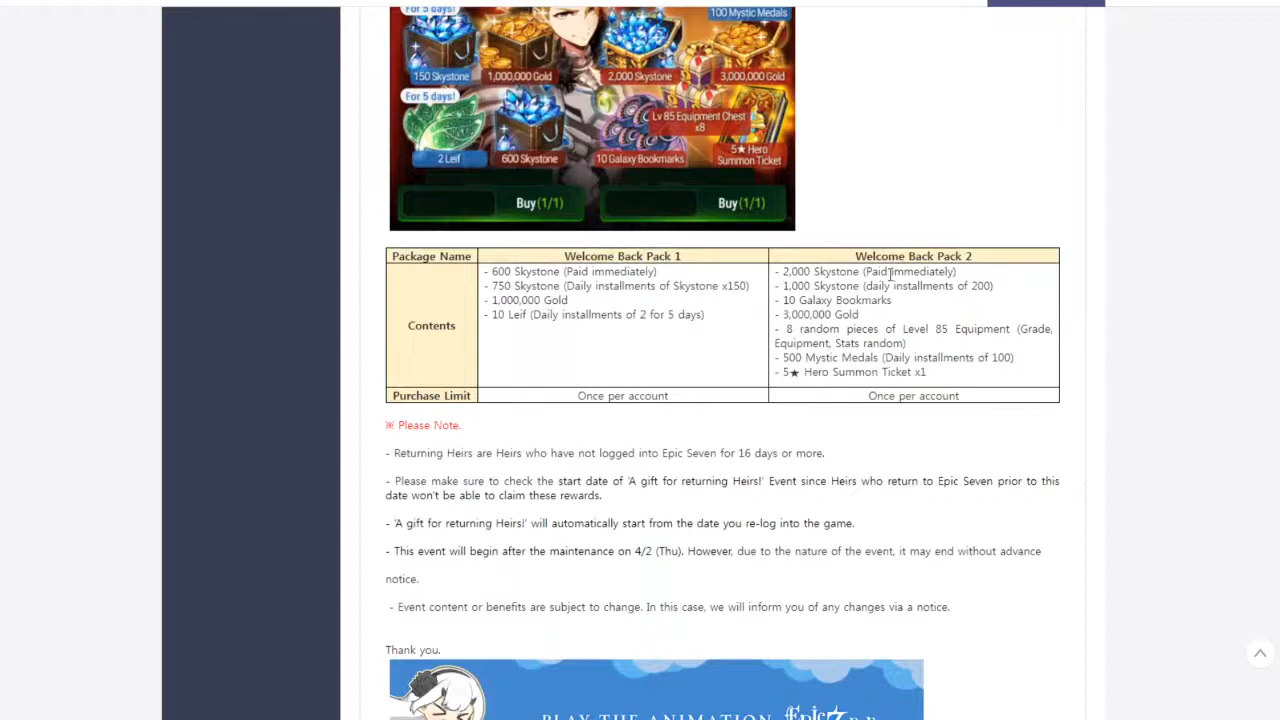 For 5 days!
100 Mystic Medals
150 Skystone 1,000,000 Gold 2,000 Skystone 3,000,000 Gold
For 5 days!
Lv 85 Equipment Chest
x8
2 Leif 600 Skystone 10 Galaxy Bookmarks 5★ Hero
Summon Ticket
Buy(1/1) Buy(1/1)
Package Name Welcome Back Pack 1 Welcome Back Pack 2
Contents
- 600 Skystone (Paid immediately)
- 750 Skystone (Daily installments of Skystone x150)
- 1,000,000 Gold
- 10 Leif (Daily installments of 2 for 5 days)
- 2,000 Skystone (Paid immediately)
- 1,000 Skystone (daily installments of 200)
- 10 Galaxy Bookmarks
- 3,000,000 Gold
- 8 random pieces of Level 85 Equipment (Grade,
Equipment, Stats random)
- 500 Mystic Medals (Daily installments of 100)
- 5★ Hero Summon Ticket x1
Purchase Limit Once per account Once per account
※ Please Note.
- Returning Heirs are Heirs who have not logged into Epic Seven for 16 days or more.
- Please make sure to check the start date of 'A gift for returning Heirs!' Event since Heirs who return to Epic Seven prior to this
date won't be able to claim these rewards.
- 'A gift for returning Heirs!' will automatically start from the date you re-log into the game.
- This event will begin after the maintenance on 4/2 (Thu). However, due to the nature of the event, it may end without advance
notice.
- Event content or benefits are subject to change. In this case, we will inform you of any changes via a notice.
Thank you.
PLAY THE ANIMATION